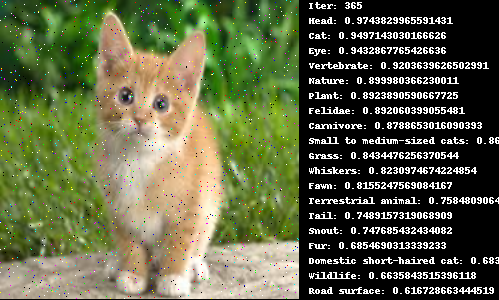 Iter: 365
Head: 0.9743829965591431
Cat: 0.9497143030166626
Eye: 0.9432867765426636
Vertebrate: 0.9203639626502991
Nature: 0.899980366230011
Plant: 0.8923890590667725
Felidae: 0.892060399055481
Carnivore: 0.8788653016090393
Small to medium-sized cats: 0.86
Grass: 0.8434476256370544
Whiskers: 0.8230974674224854
Fawn: 0.8155247569084167
Terrestrial animal: 0.7584809064
Tail: 0.7489157319068909
Snout: 0.747685432434082
Fur: 0.6854690313339233
Domestic short-haired cat: 0.683
Wildlife: 0.6635843515396118
Road surface: 0.616728663444519